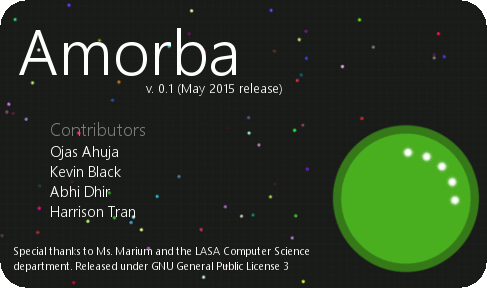 Amorba
v. 0.1 (May 2015 release)
Contributors
Ojas Ahuja
Kevin Black
Abhi Dhir
Harrison Tran
Special thanks to Ms. Marium and the LASA Computer Science
department. Released under GNU General Public License 3